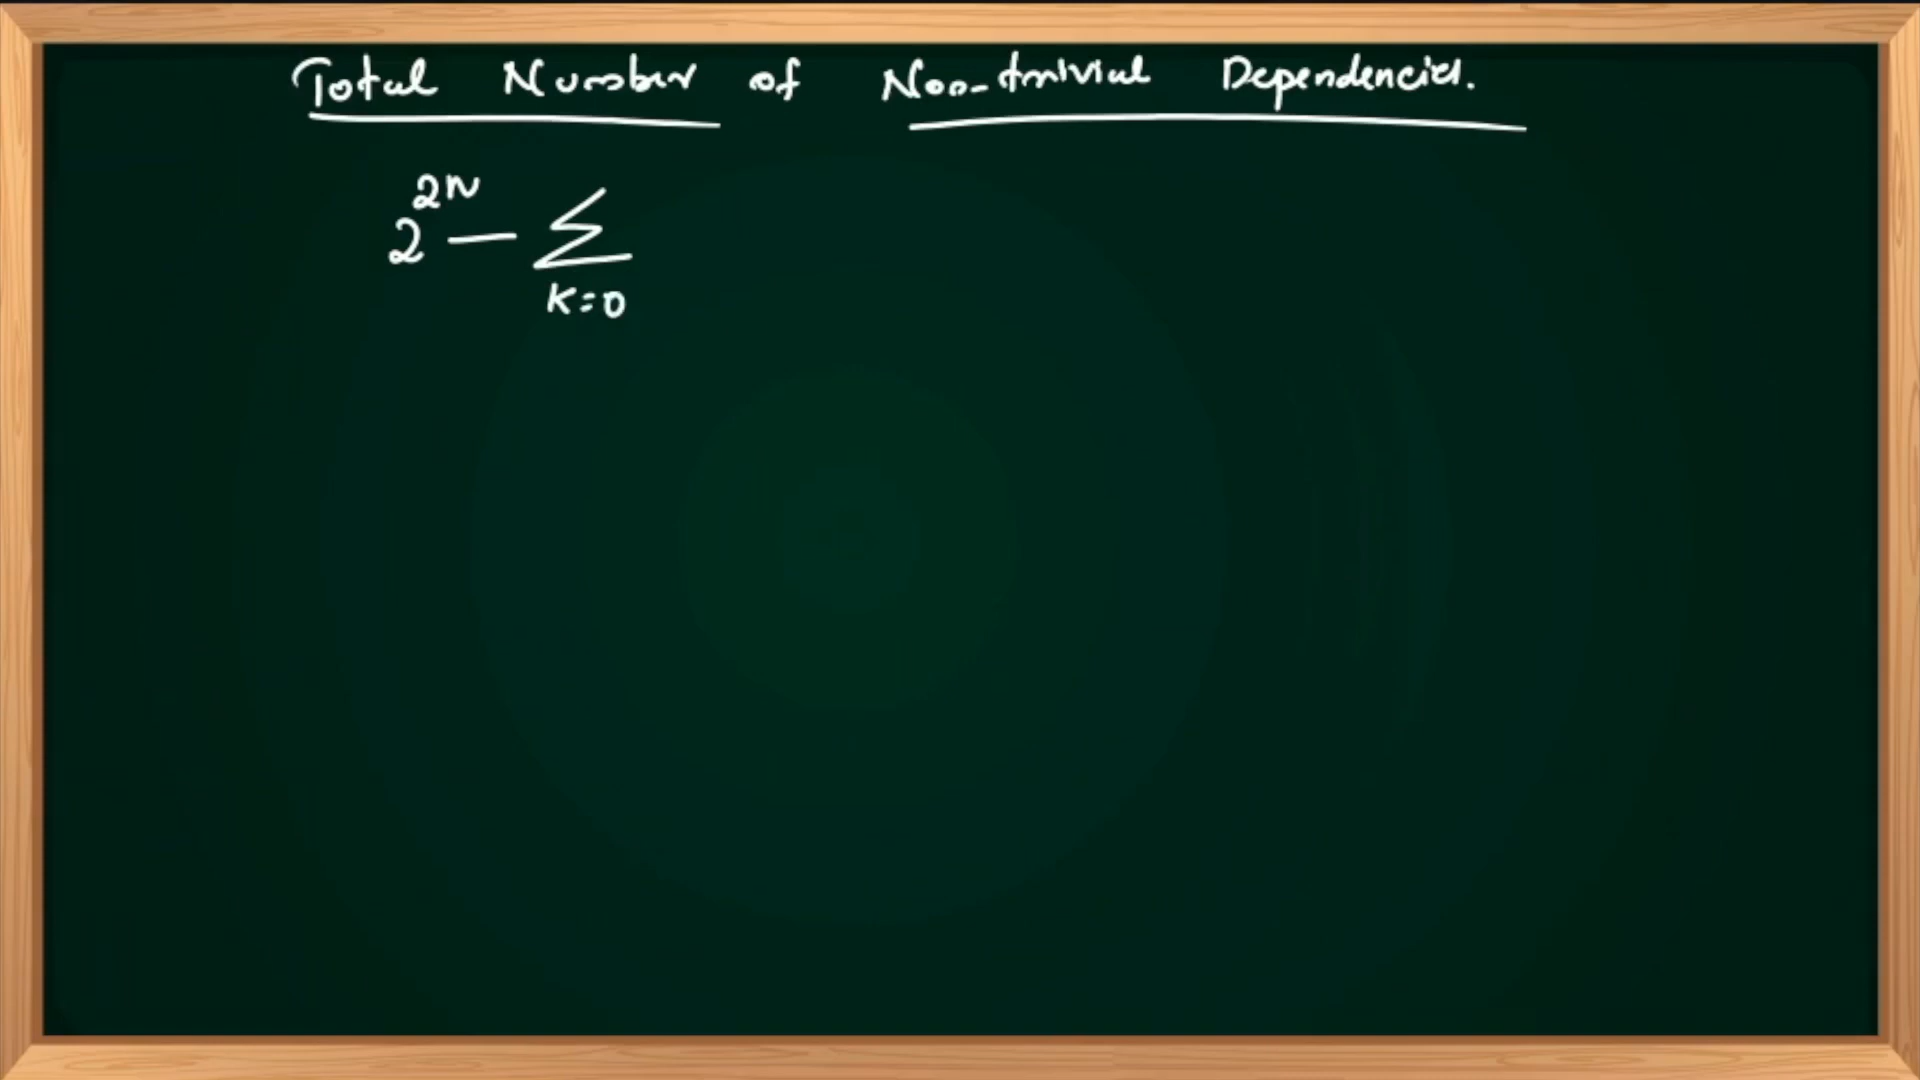 Total Number of Non-trivial Dependencies.
2^{2N} - Σ_{K=0}